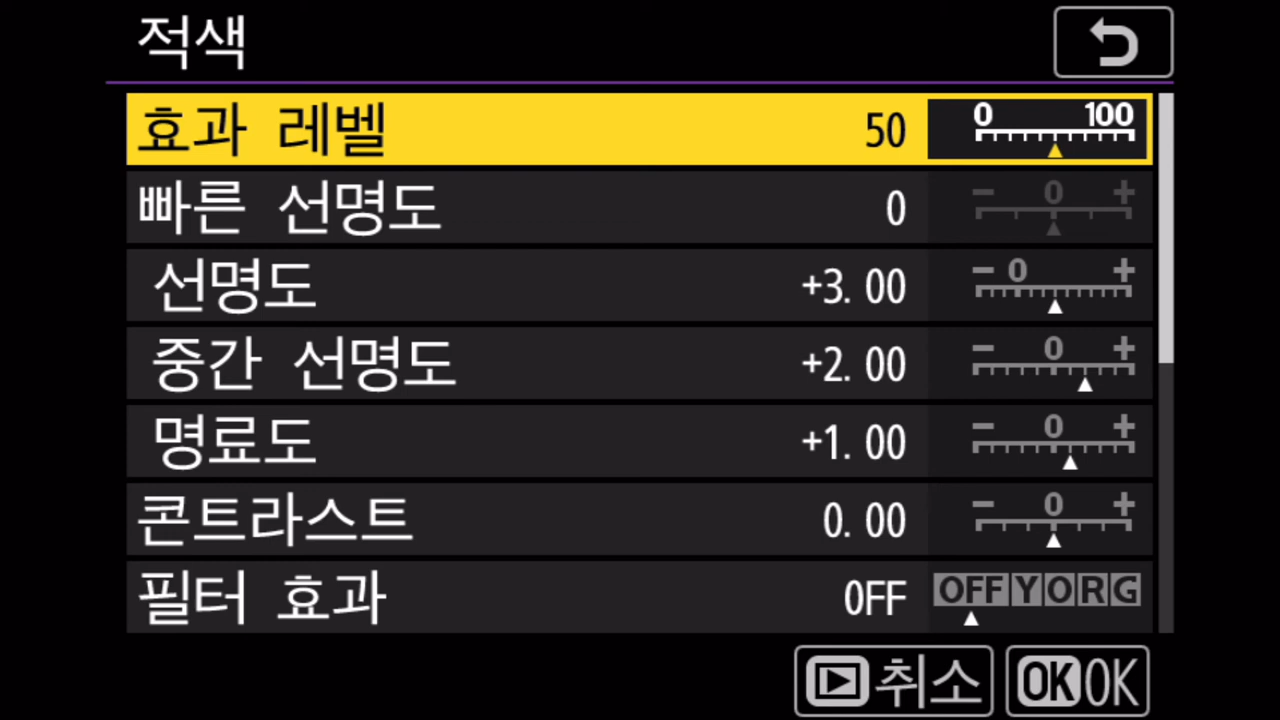 적색
효과 레벨 50 0 100
빠른 선명도 0 - 0 +
선명도 +3.00 - 0 +
중간 선명도 +2.00 - 0 +
명료도 +1.00 - 0 +
콘트라스트 0.00 - 0 +
필터 효과 OFF OFF Y O R G
취소 OK OK